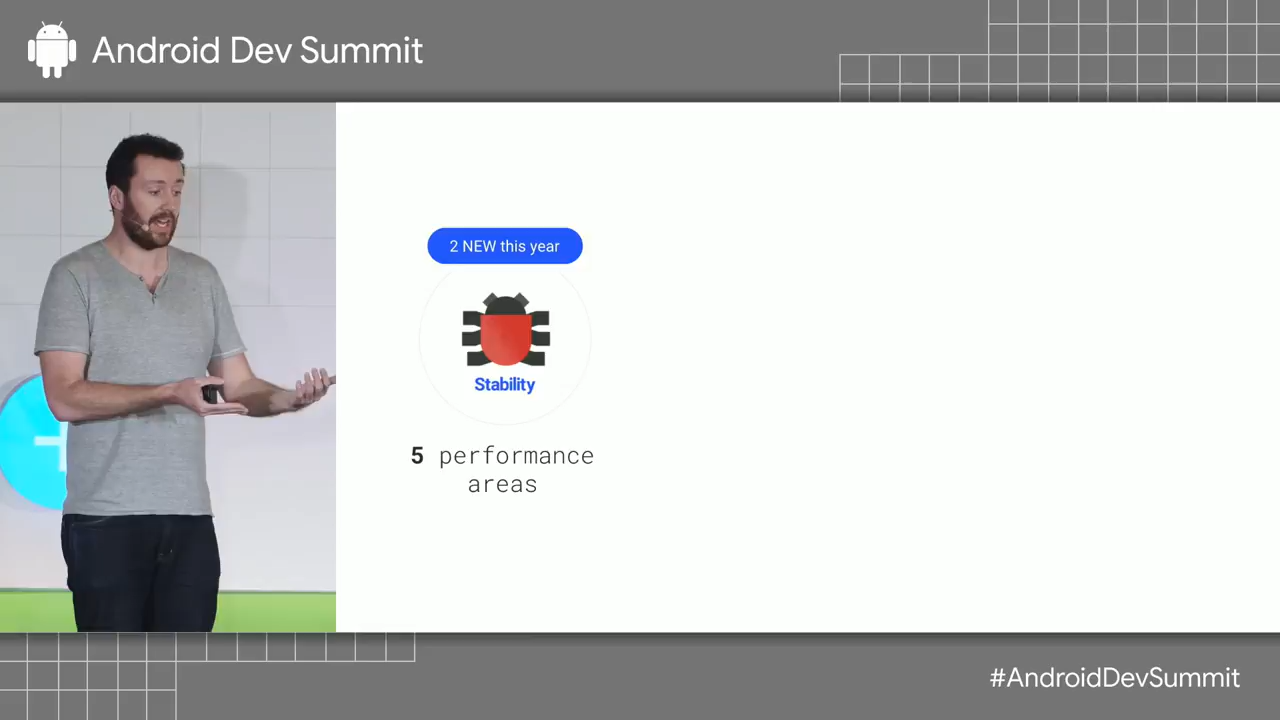 Android Dev Summit
2 NEW this year
Stability
5 performance
areas
#AndroidDevSummit